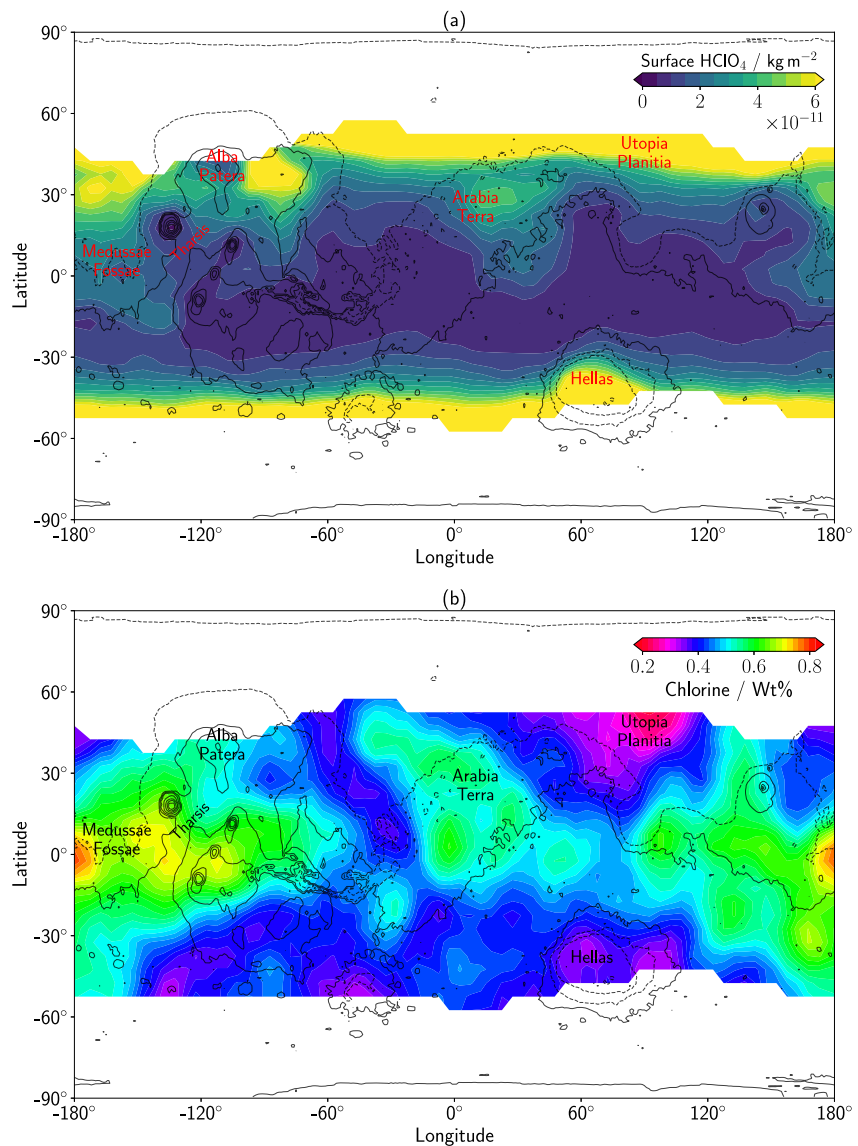 (a)
90°
60°
30°
0°
-30°
-60°
-90°
Latitude
Surface HClO₄ / kg m⁻²
0 2 4 6
×10⁻¹¹
Alba
Patera
Utopia
Planitia
Arabia
Terra
Tharsis
Medussae
Fossae
Hellas
-180 -120° -60° 0° 60° 120° 180
Longitude
(b)
90°
60°
30°
0°
-30°
-60°
-90°
Latitude
0.2 0.4 0.6 0.8
Chlorine / Wt%
Utopia
Planitia
Alba
Patera
Arabia
Terra
Tharsis
Medussae
Fossae
Hellas
-180 -120° -60° 0° 60° 120° 180
Longitude